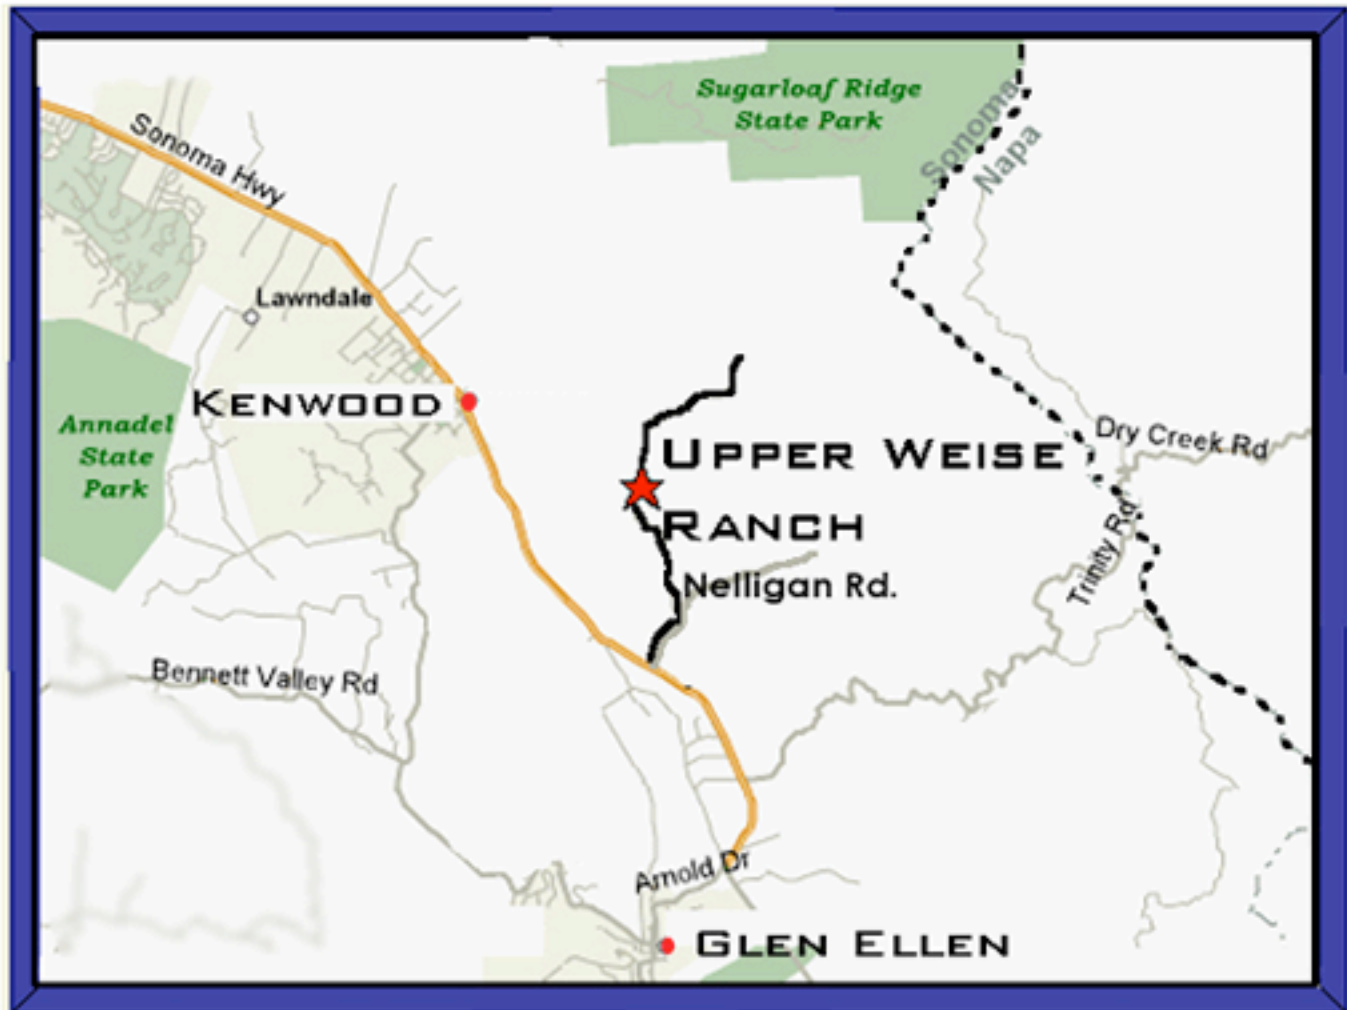 Sugarloaf Ridge
State Park
Sonoma
Napa
Sonoma Hwy
Lawndale
KENWOOD
Annadel
State
Park
UPPER WEISE
RANCH
Dry Creek Rd
Trinity Rd
Nelligan Rd.
Bennett Valley Rd
Arnold Dr
GLEN ELLEN